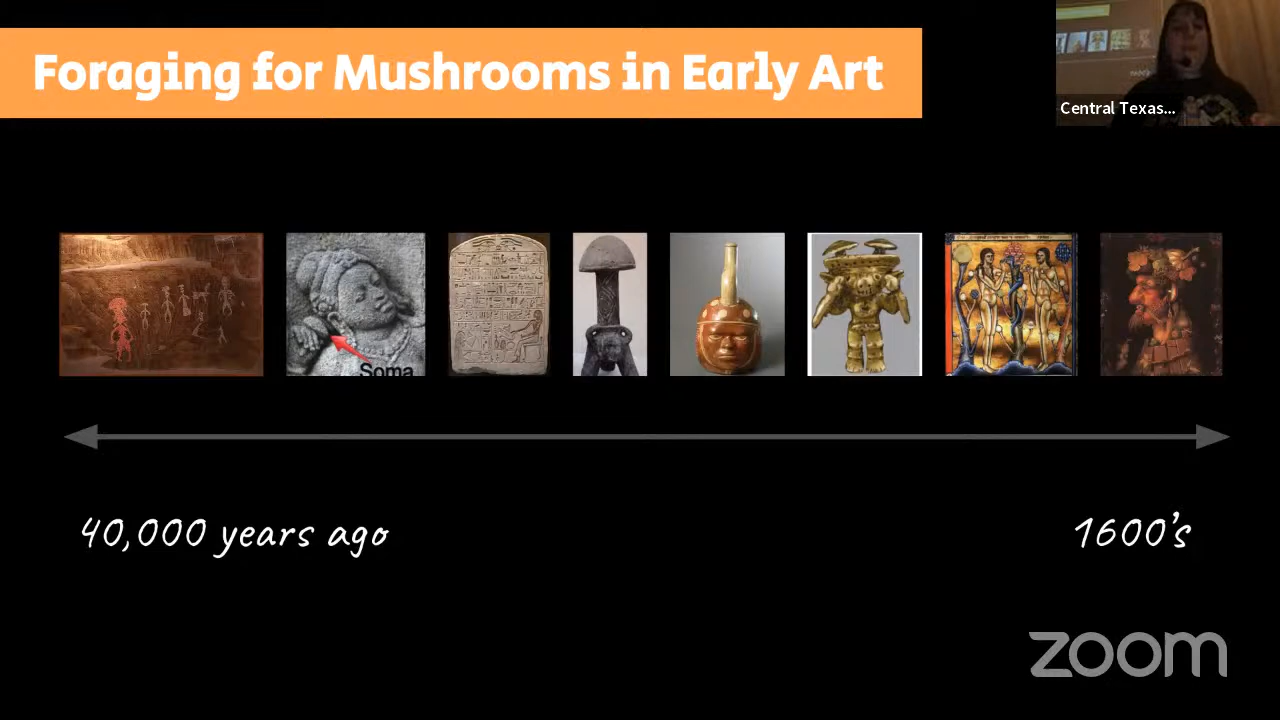 Foraging for Mushrooms in Early Art
Central Texas...
Soma
40,000 years ago
1600's
zoom